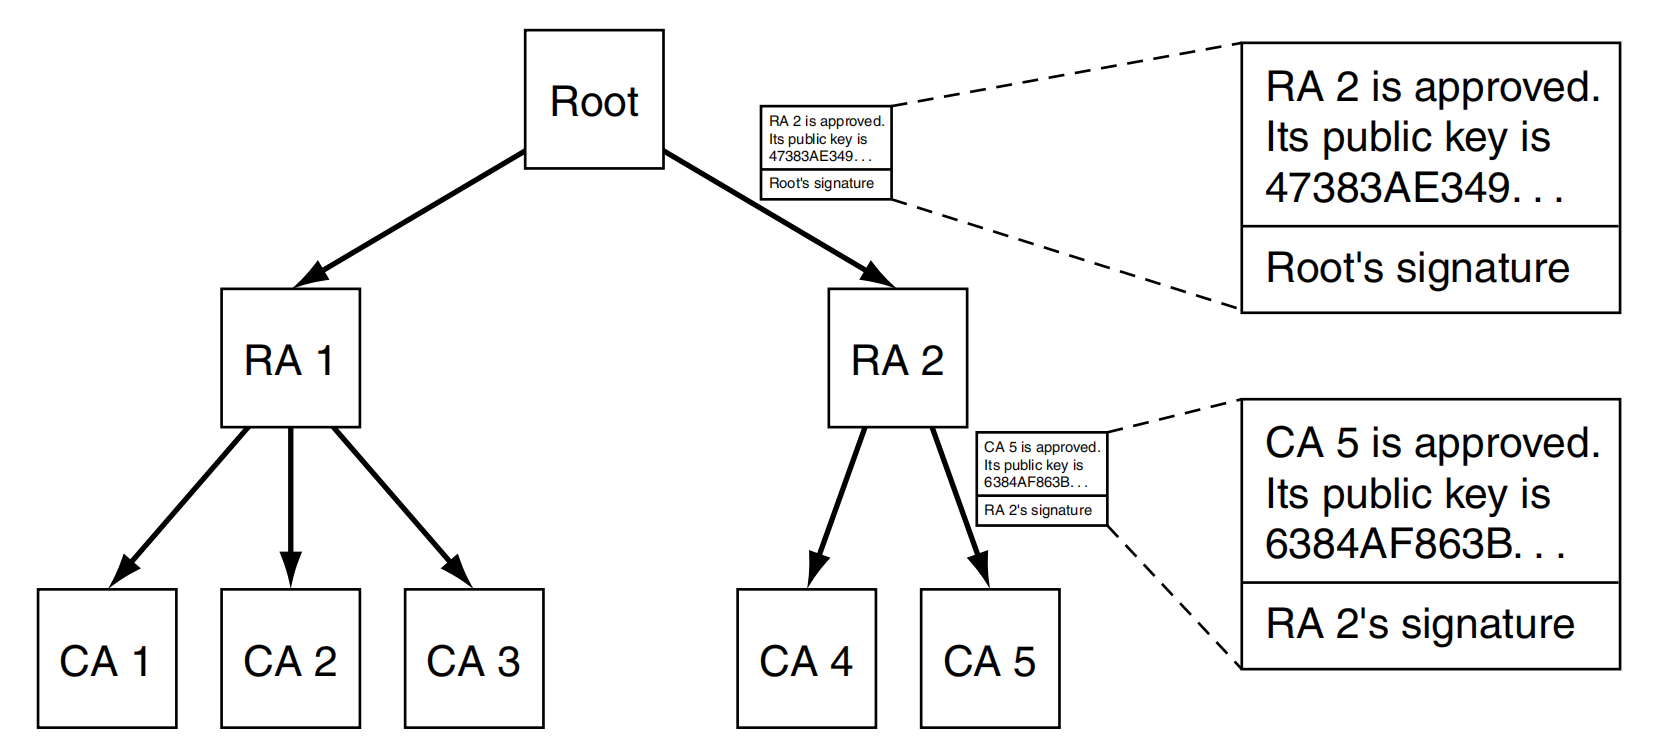 Root
RA 2 is approved.
Its public key is
47383AE349. . .
Root's signature
RA 2 is approved.
Its public key is
47383AE349. . .
Root's signature
RA 1
RA 2
CA 5 is approved.
Its public key is
6384AF863B. . .
RA 2's signature
CA 5 is approved.
Its public key is
6384AF863B. . .
RA 2's signature
CA 1
CA 2
CA 3
CA 4
CA 5